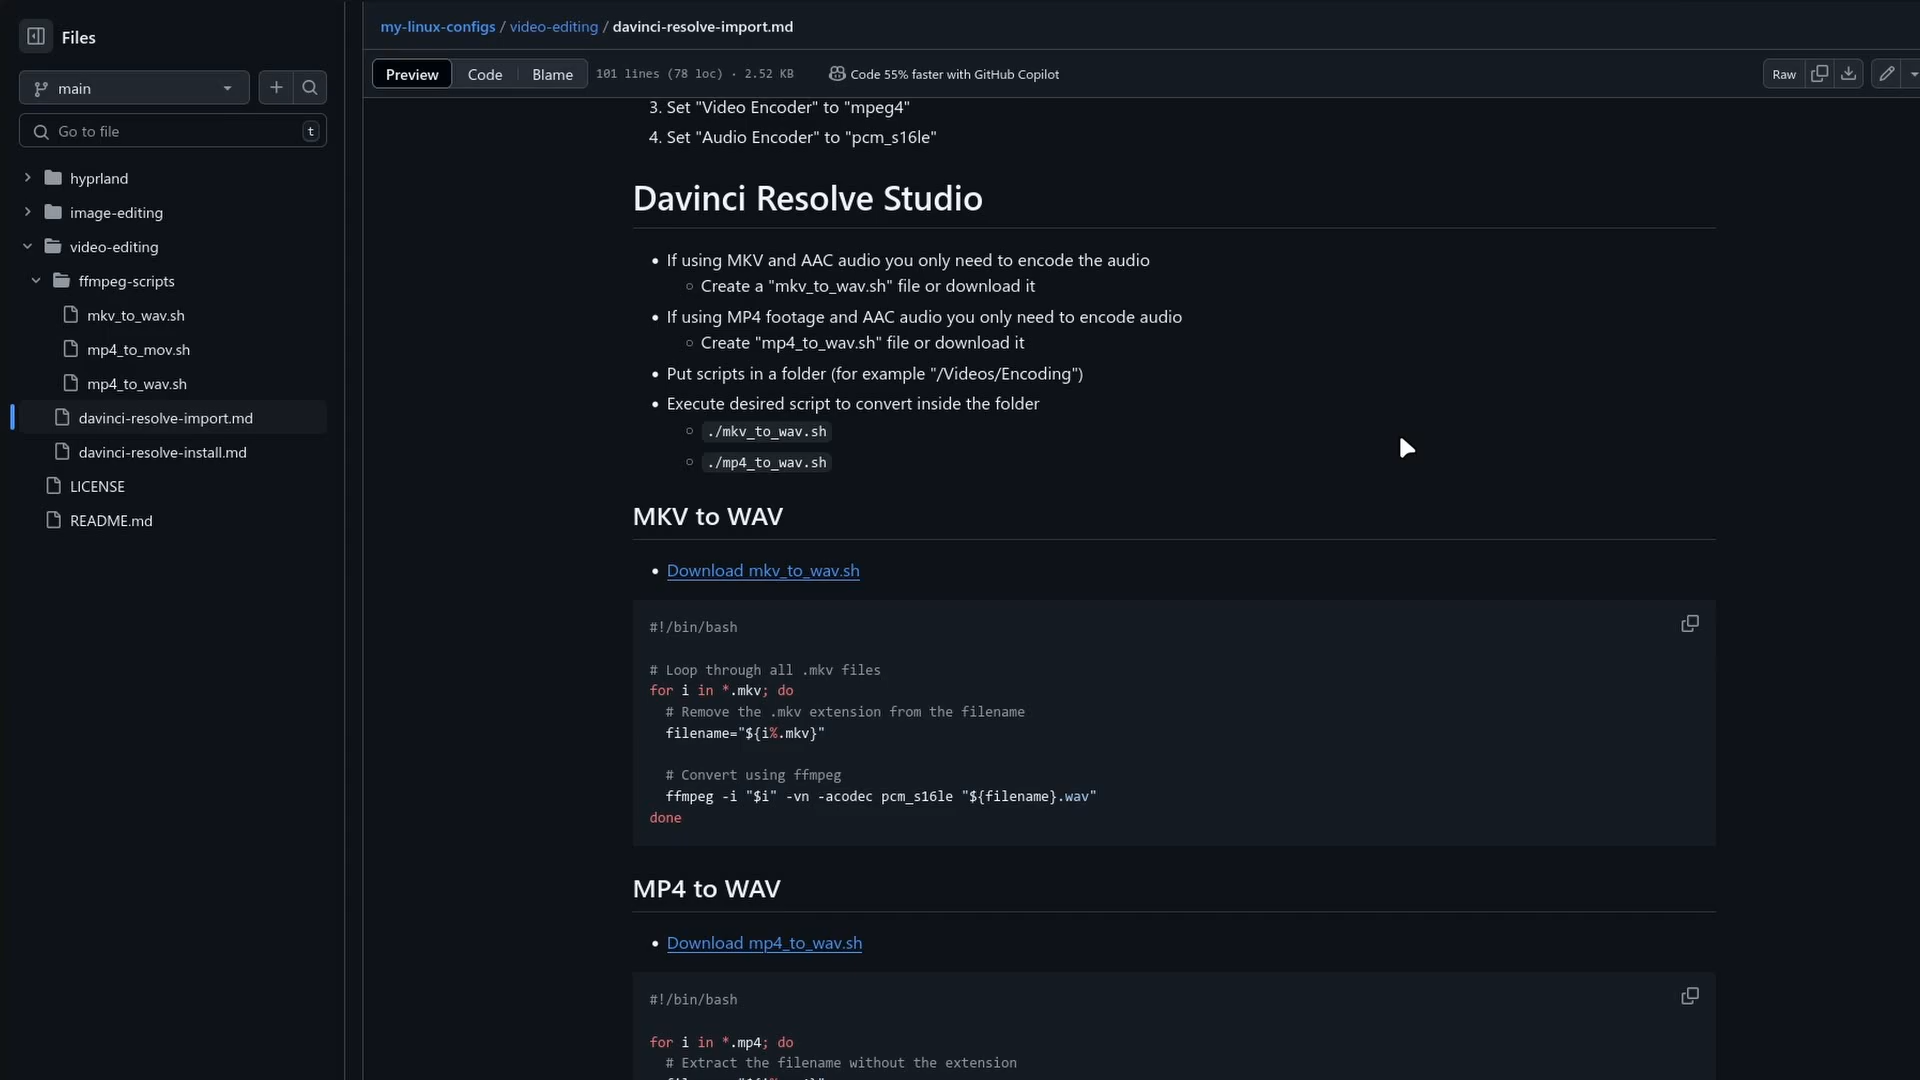 Files
main
Go to file
t
hyprland
image-editing
video-editing
ffmpeg-scripts
mkv_to_wav.sh
mp4_to_mov.sh
mp4_to_wav.sh
davinci-resolve-import.md
davinci-resolve-install.md
LICENSE
README.md
my-linux-configs / video-editing / davinci-resolve-import.md
Preview Code Blame 101 lines (78 loc) · 2.52 KB Code 55% faster with GitHub Copilot Raw
3. Set "Video Encoder" to "mpeg4"
4. Set "Audio Encoder" to "pcm_s16le"
Davinci Resolve Studio
• If using MKV and AAC audio you only need to encode the audio
◦ Create a "mkv_to_wav.sh" file or download it
• If using MP4 footage and AAC audio you only need to encode audio
◦ Create "mp4_to_wav.sh" file or download it
• Put scripts in a folder (for example "/Videos/Encoding")
• Execute desired script to convert inside the folder
◦ ./mkv_to_wav.sh
◦ ./mp4_to_wav.sh
MKV to WAV
• Download mkv_to_wav.sh
#!/bin/bash
# Loop through all .mkv files
for i in *.mkv; do
# Remove the .mkv extension from the filename
filename="${i%.mkv}"
# Convert using ffmpeg
ffmpeg -i "$i" -vn -acodec pcm_s16le "${filename}.wav"
done
MP4 to WAV
• Download mp4_to_wav.sh
#!/bin/bash
for i in *.mp4; do
# Extract the filename without the extension